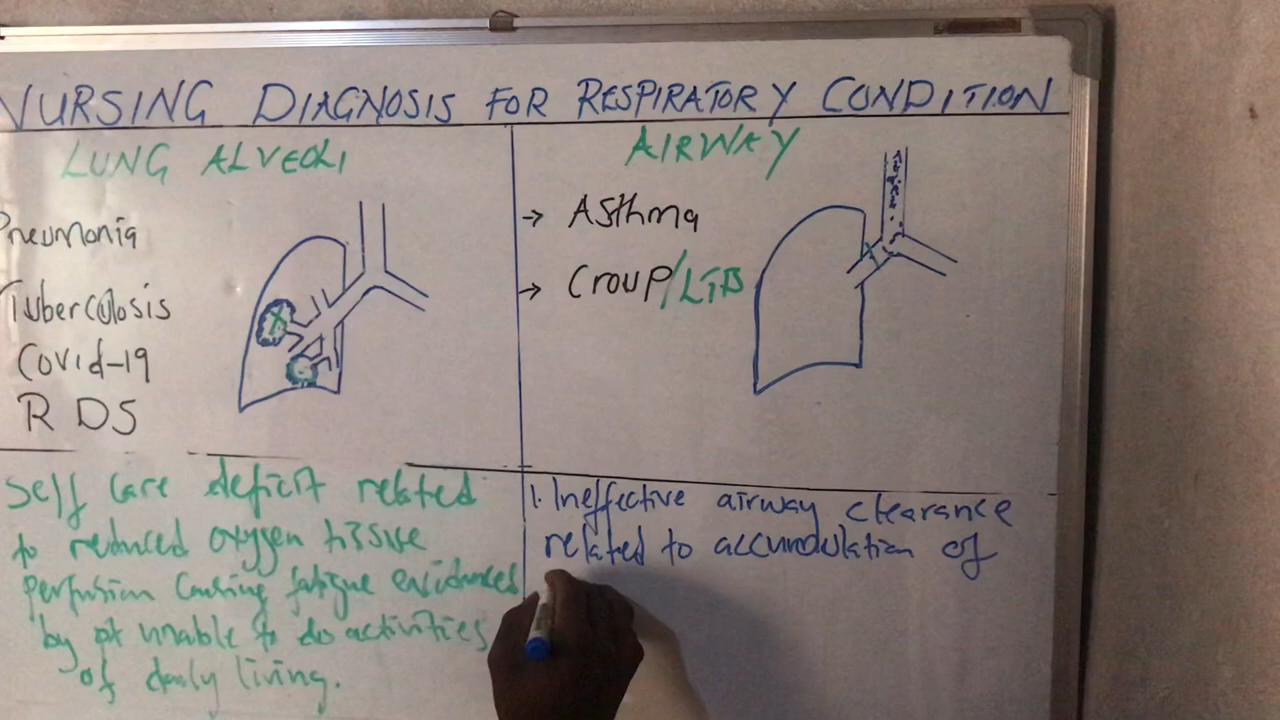 NURSING DIAGNOSIS FOR RESPIRATORY CONDITION
LUNG ALVEOLI
Pneumonia
Tuberculosis
Covid-19
RDS
Self Care deficit related
to reduced oxygen tissue
perfusion causing fatigue evidences
by pt unable to do activities
of daily living.
AIRWAY
→ Asthma
→ Croup/LTB
1. Ineffective airway clearance
related to accumulation of